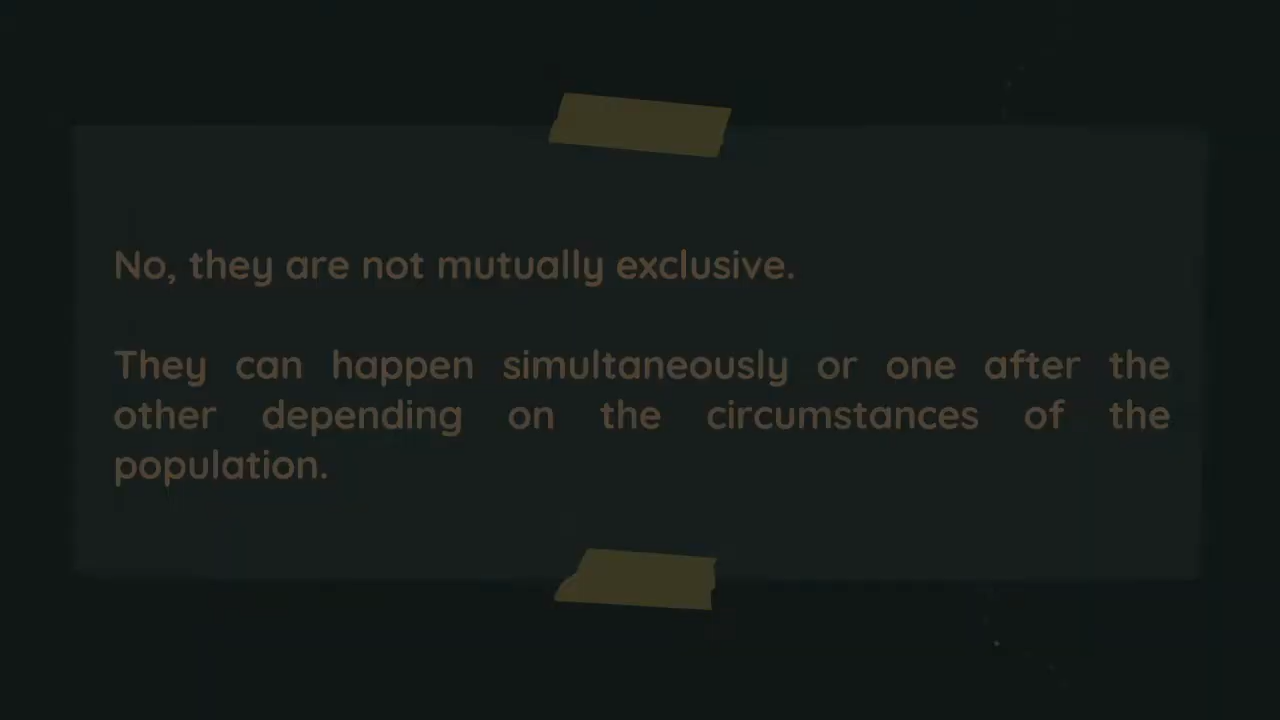 No, they are not mutually exclusive.
They can happen simultaneously or one after the
other depending on the circumstances of the
population.